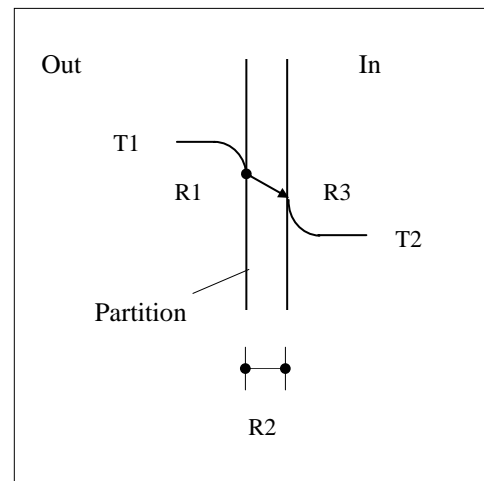 Out
In
T1
R1
R3
T2
Partition
R2